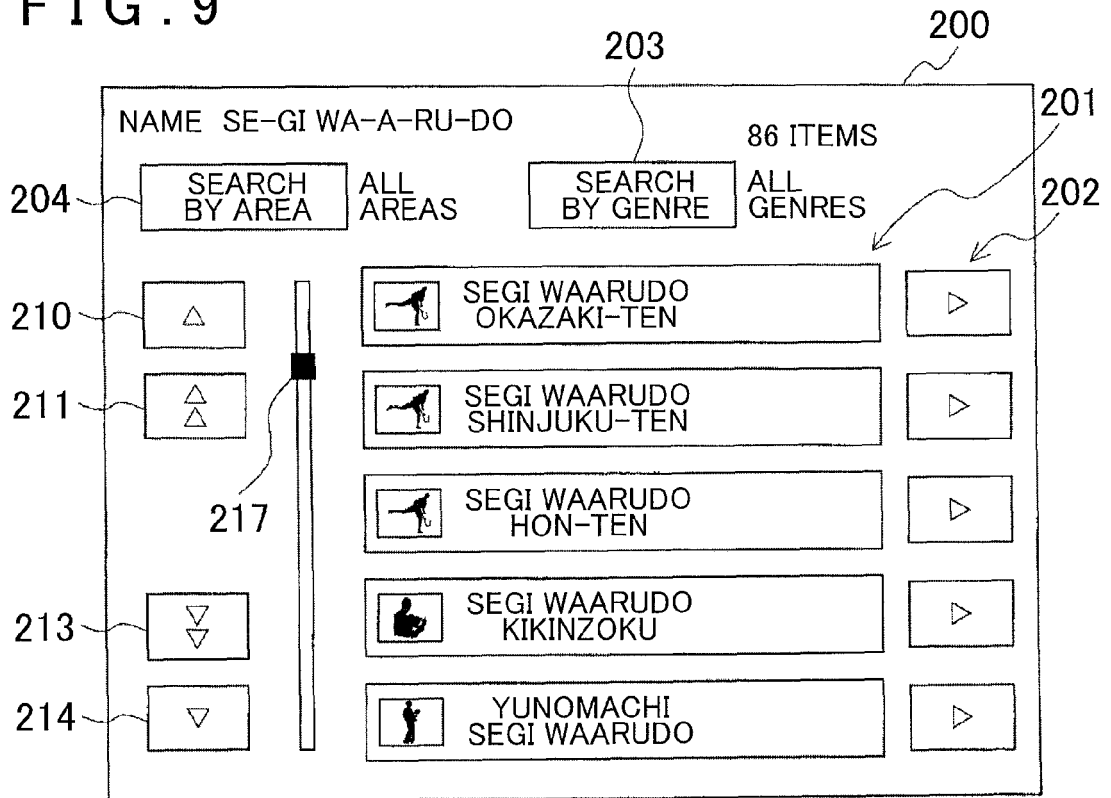 FIG.9
200
203
201
NAME SE-GI WA-A-RU-DO
86 ITEMS
202
204
SEARCH
BY AREA
ALL
AREAS
SEARCH
BY GENRE
ALL
GENRES
210
SEGI WAARUDO
OKAZAKI-TEN
211
SEGI WAARUDO
SHINJUKU-TEN
217
SEGI WAARUDO
HON-TEN
213
SEGI WAARUDO
KIKINZOKU
214
YUNOMACHI
SEGI WAARUDO